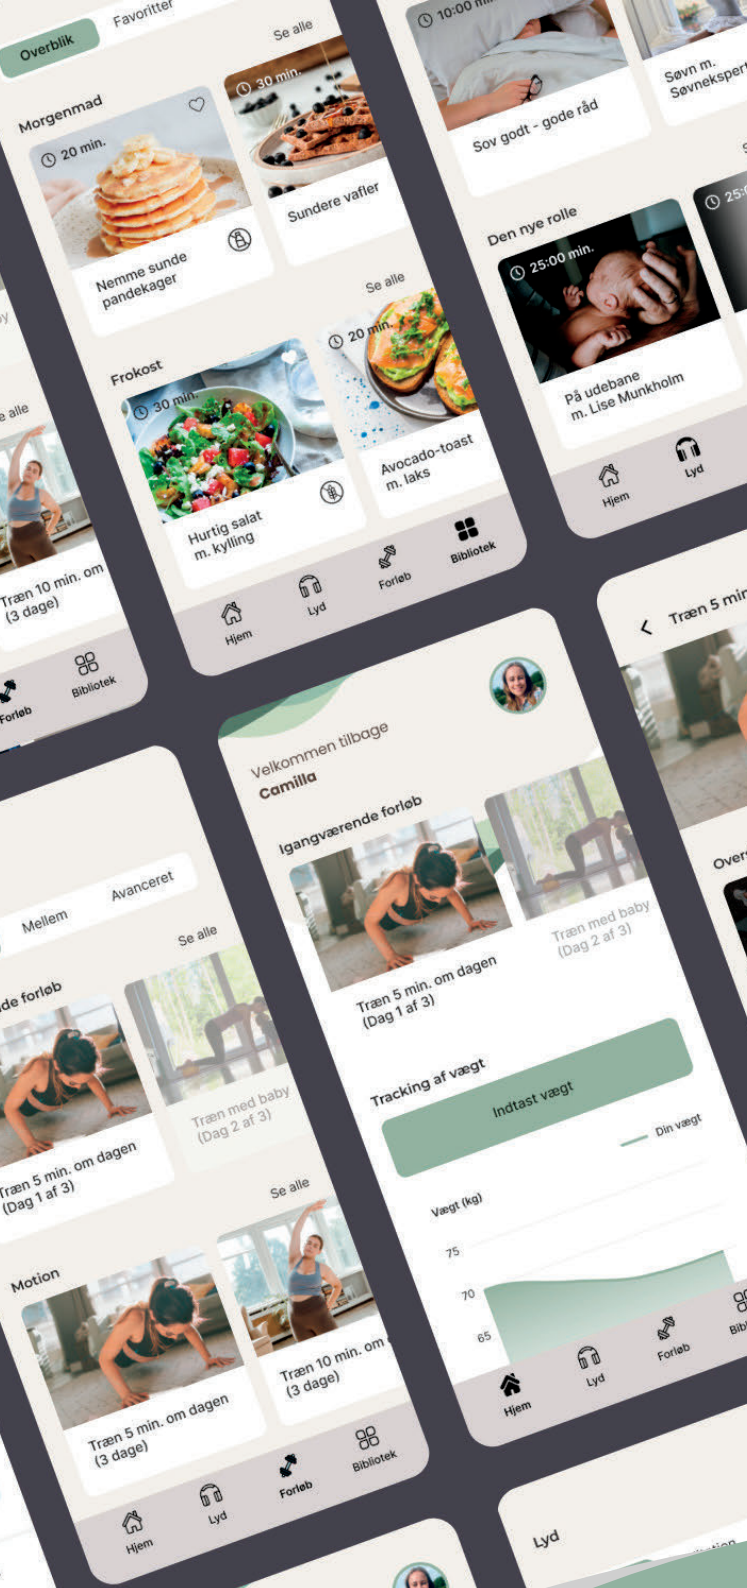 Overblik
Favoritter
Se alle
Morgenmad
20 min.
30 min.
Nemme sunde
pandekager
Sundere vafler
Se alle
Frokost
30 min.
20 min.
Hurtig salat
m. kylling
Avocado-toast
m. laks
Hjem
Lyd
Forløb
Bibliotek
10:00
Sov godt - gode råd
Søvn m.
Søvnekspert
Den nye rolle
25:00 min.
På udebane
m. Lise Munkholm
Hjem
Lyd
Træn 10 min. om
(3 dage)
Forløb
Bibliotek
Velkommen tilbage
Camilla
Igangværende forløb
Træn 5 min. om dagen
(Dag 1 af 3)
Træn med baby
(Dag 2 af 3)
Tracking af vægt
Indtast vægt
Din vægt
Vægt (kg)
75
70
65
Hjem
Lyd
Forløb
Træn 5 min
Mellem
Avanceret
Se alle
de forløb
Træn 5 min. om dagen
(Dag 1 af 3)
Træn med baby
(Dag 2 af 3)
Se alle
Motion
Træn 5 min. om dagen
(3 dage)
Træn 10 min. om
(3 dage)
Hjem
Lyd
Forløb
Bibliotek
Lyd